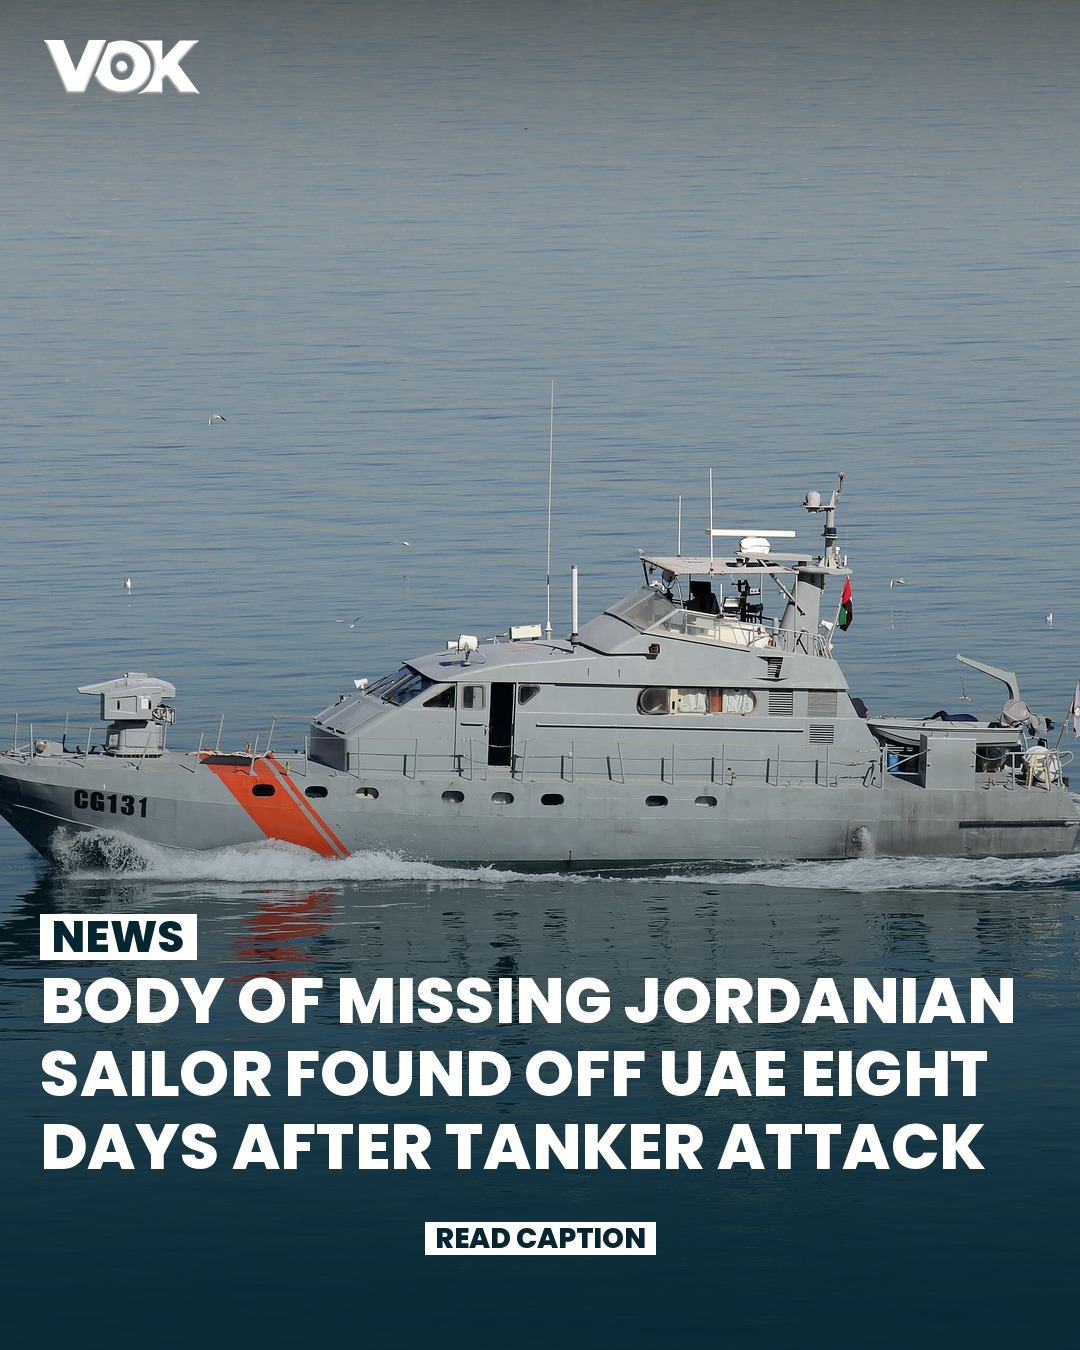 VOK
CG131
NEWS
BODY OF MISSING JORDANIAN
SAILOR FOUND OFF UAE EIGHT
DAYS AFTER TANKER ATTACK
READ CAPTION